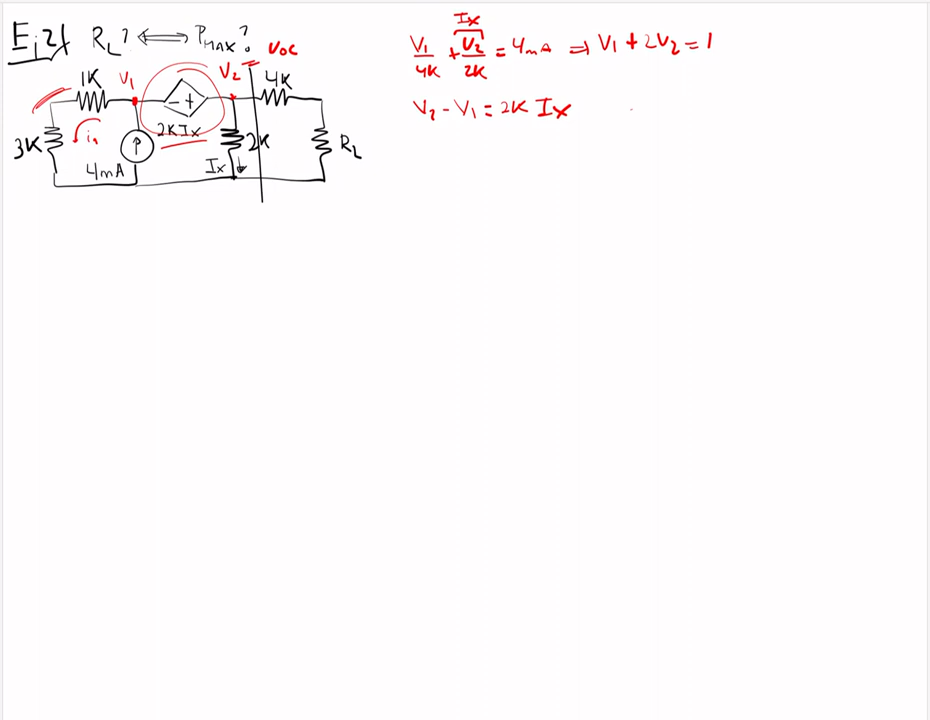 Ej2} RL? ⟺ PMAX?
Voc
1K V1 V2 4K
- +
3K i1 2KIx 2K RL
↑
4mA Ix ↓
Ix
V1/4K + V2/2K = 4mA ⇒ V1 + 2V2 = 1
V2 - V1 = 2K Ix